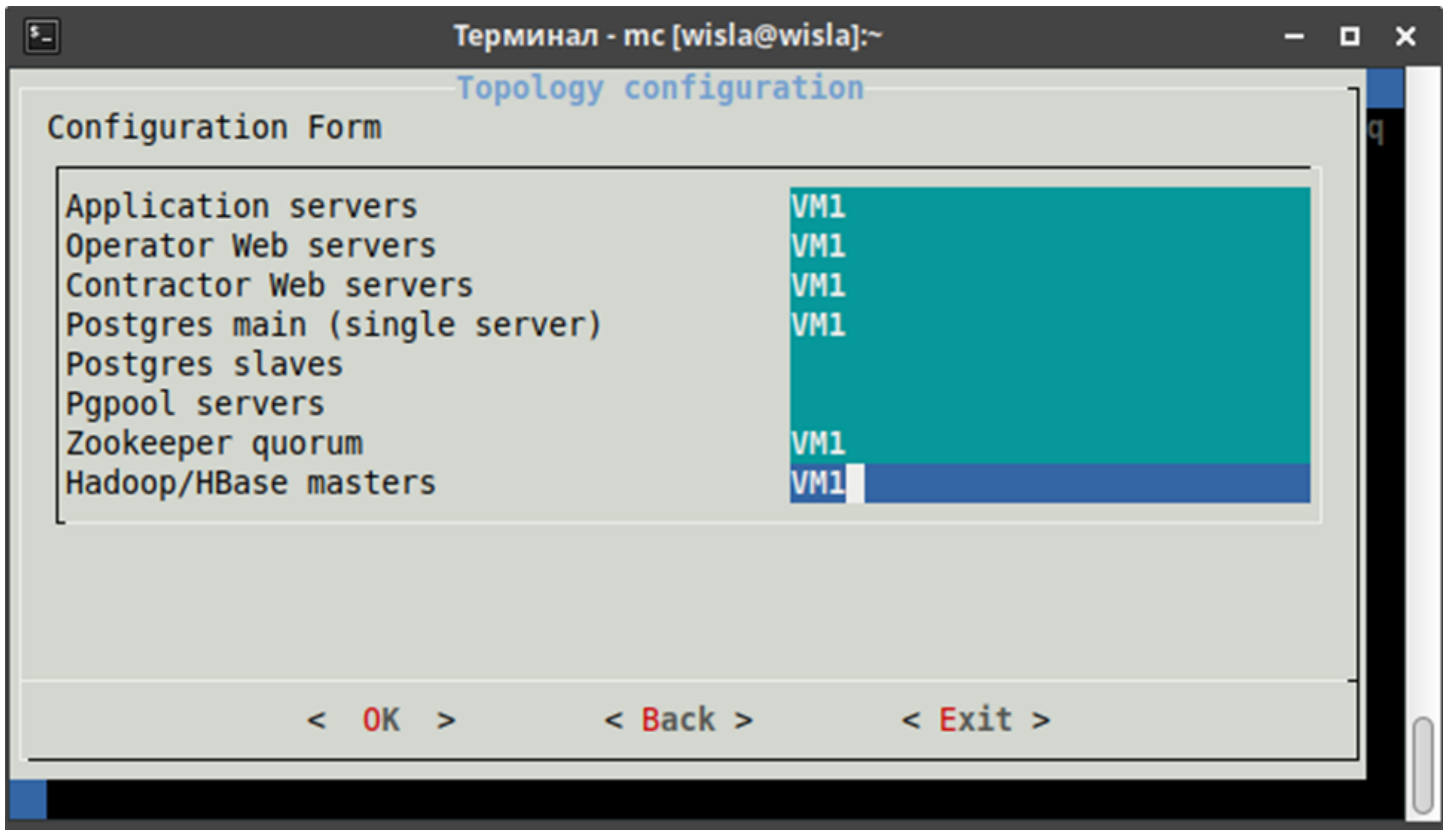 Терминал - mc [wisla@wisla]:~
Topology configuration
Configuration Form
q
Application servers VM1
Operator Web servers VM1
Contractor Web servers VM1
Postgres main (single server) VM1
Postgres slaves
Pgpool servers
Zookeeper quorum VM1
Hadoop/HBase masters VM1
< OK > < Back > < Exit >